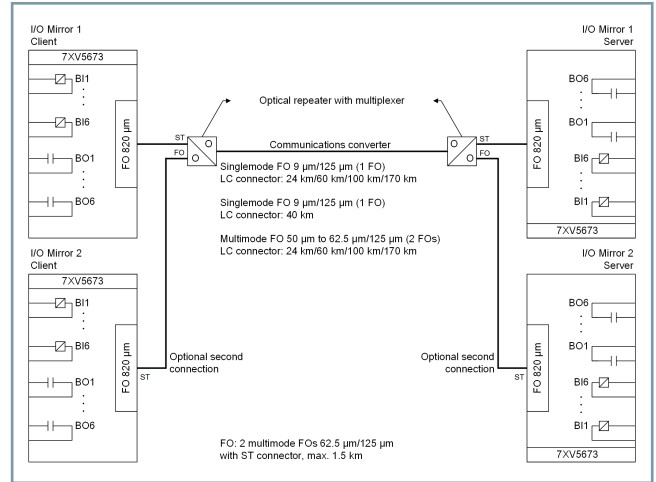 I/O Mirror 1
Client
7XV5673
BI1
BI6
BO1
BO6
FO 820 µm
ST
FO
O
O
Optical repeater with multiplexer
Communications converter
Singlemode FO 9 µm/125 µm (1 FO)
LC connector: 24 km/60 km/100 km/170 km
Singlemode FO 9 µm/125 µm (1 FO)
LC connector: 40 km
Multimode FO 50 µm to 62.5 µm/125 µm (2 FOs)
LC connector: 24 km/60 km/100 km/170 km
O
O
ST
FO
I/O Mirror 1
Server
BO6
BO1
BI6
BI1
FO 820 µm
7XV5673
I/O Mirror 2
Client
7XV5673
BI1
BI6
BO1
BO6
FO 820 µm
ST
Optional second
connection
Optional second
connection
ST
I/O Mirror 2
Server
BO6
BO1
BI6
BI1
FO 820 µm
7XV5673
FO: 2 multimode FOs 62.5 µm/125 µm
with ST connector, max. 1.5 km